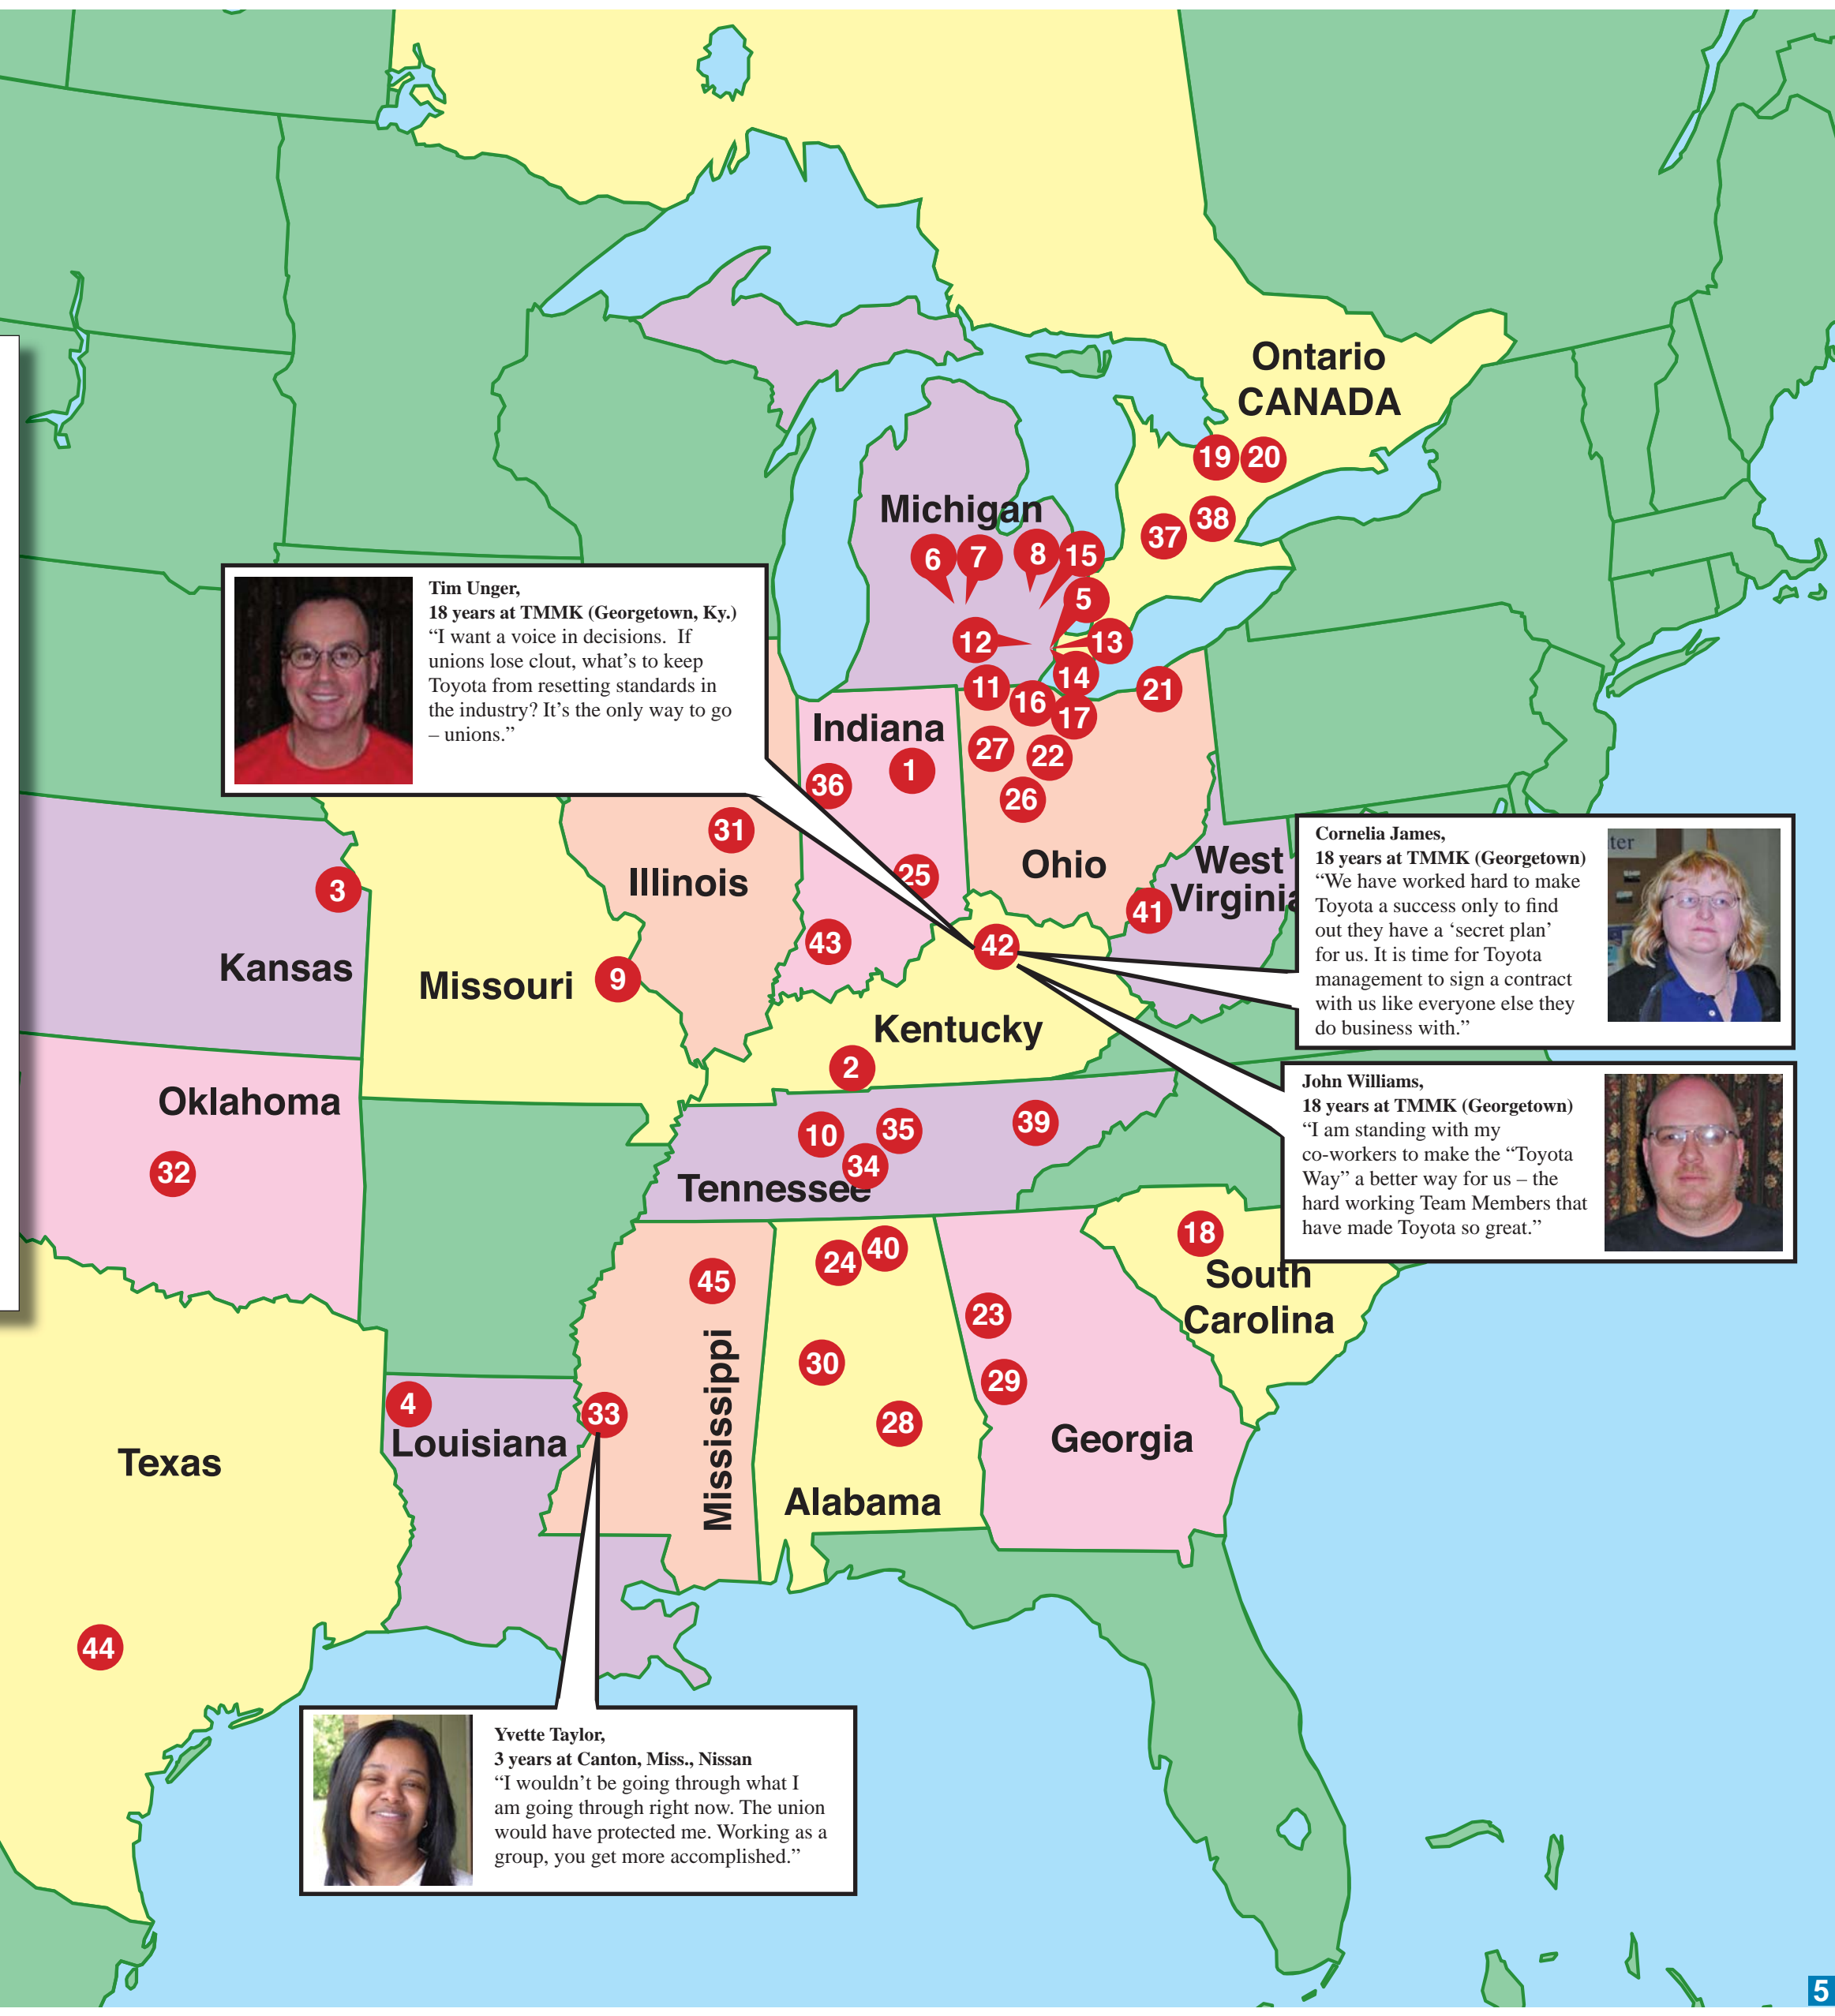 Ontario
CANADA
19 20
Michigan
38
37
6 7 8 15
5
12 13
14
11 16 21
17
Tim Unger,
18 years at TMMK (Georgetown, Ky.)
“I want a voice in decisions.  If
unions lose clout, what's to keep
Toyota from resetting standards in
the industry? It's the only way to go
– unions.”
Indiana
27 22
36 1
26
31
Illinois
25
Ohio
3
West
Virginia
41
43
42
Kansas
Missouri
9
Cornelia James,
18 years at TMMK (Georgetown)
“We have worked hard to make
Toyota a success only to find
out they have a ‘secret plan’
for us. It is time for Toyota
management to sign a contract
with us like everyone else they
do business with.”
Kentucky
2
Oklahoma
32
10 35 39
34
Tennessee
John Williams,
18 years at TMMK (Georgetown)
“I am standing with my
co-workers to make the “Toyota
Way” a better way for us – the
hard working Team Members that
have made Toyota so great.”
18
South
Carolina
45
24 40
23
30
29
28
Mississippi
4
33
Louisiana
Texas
Georgia
Alabama
44
Yvette Taylor,
3 years at Canton, Miss., Nissan
“I wouldn’t be going through what I
am going through right now. The union
would have protected me. Working as a
group, you get more accomplished.”
5